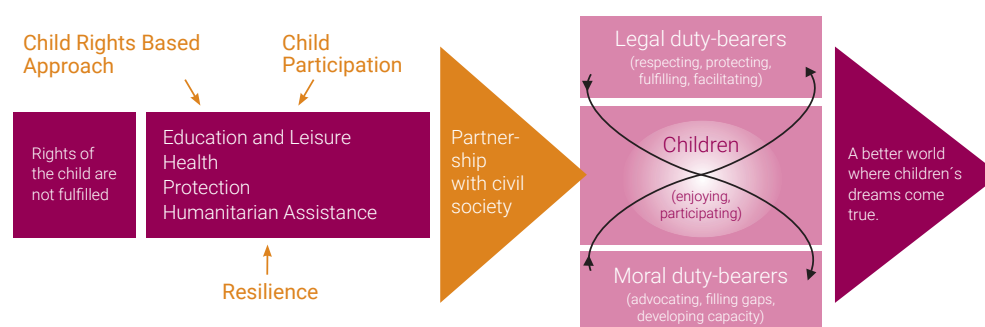 Child Rights Based
Approach
Child
Participation
Rights of
the child are
not fulfilled
Education and Leisure
Health
Protection
Humanitarian Assistance
Resilience
Partner-
ship
with civil
society
Legal duty-bearers
(respecting, protecting,
fulfilling, facilitating)
Children
(enjoying,
participating)
Moral duty-bearers
(advocating, filling gaps,
developing capacity)
A better world
where children´s
dreams come
true.